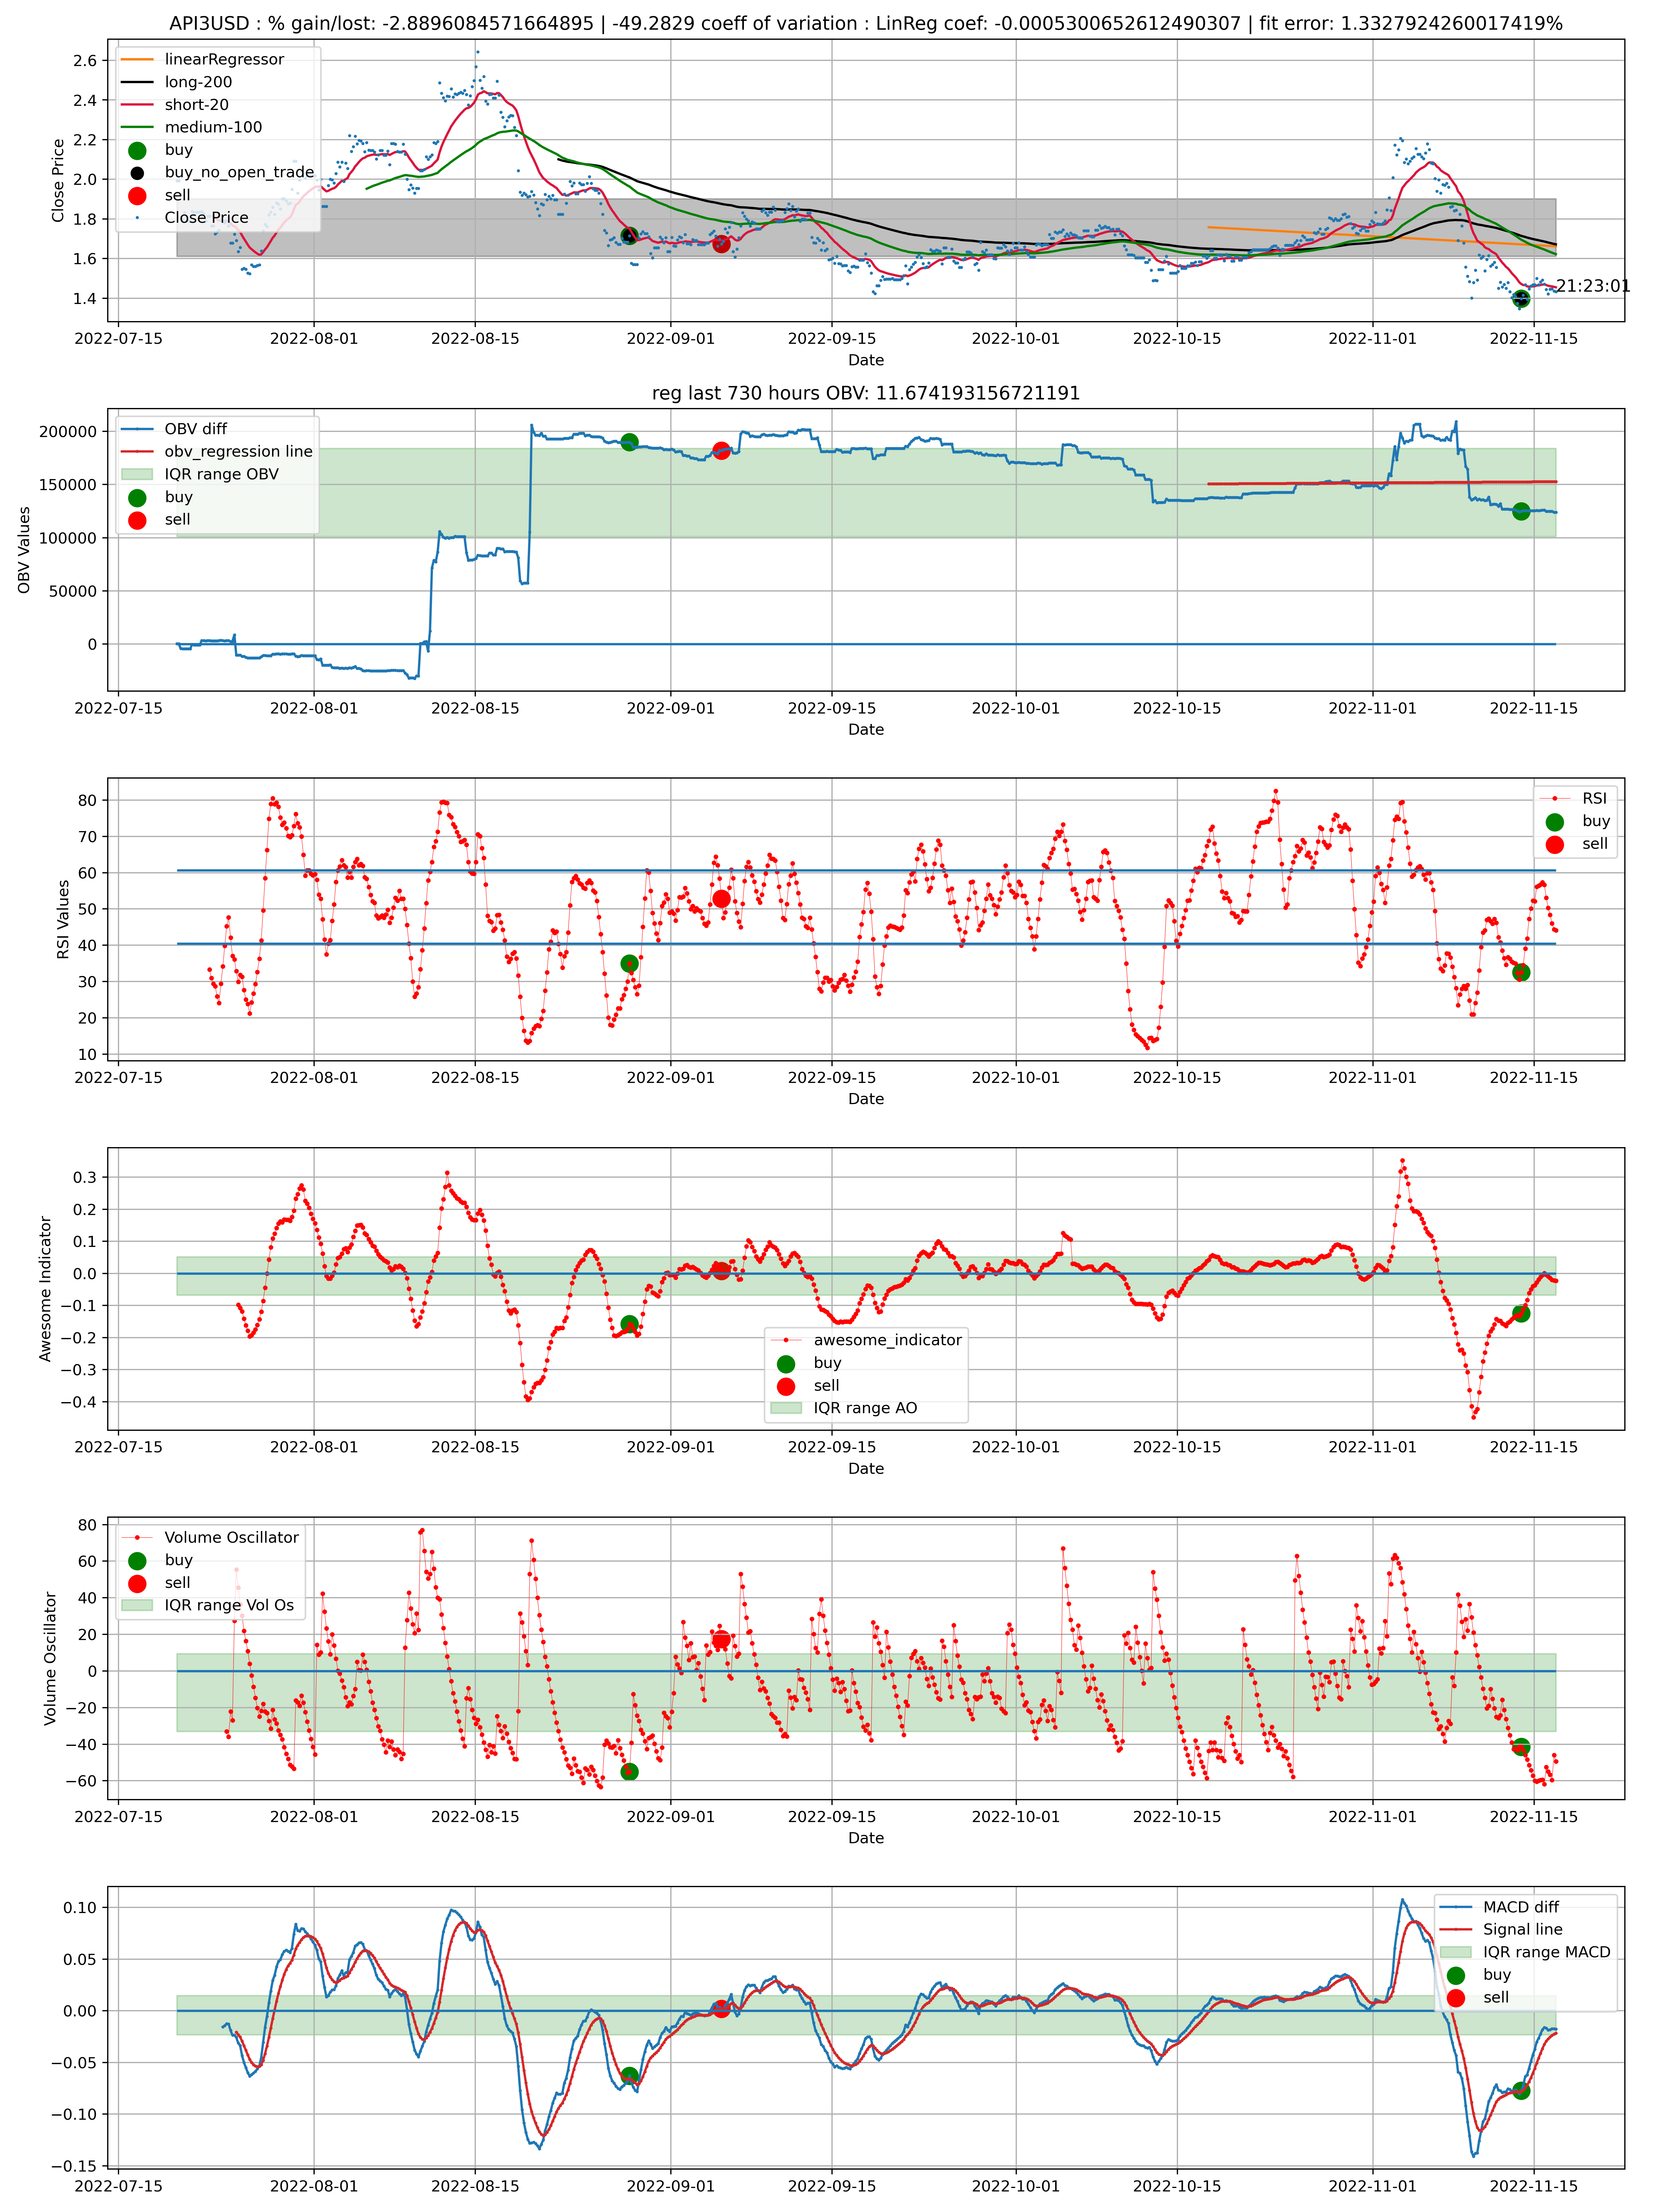 API3USD : % gain/lost: -2.8896084571664895 | -49.2829 coeff of variation : LinReg coef: -0.0005300652612490307 | fit error: 1.3327924260017419%
Close Price
2.6
2.4
2.2
2.0
1.8
1.6
1.4
linearRegressor
long-200
short-20
medium-100
buy
buy_no_open_trade
sell
Close Price
21:23:01
2022-07-15 2022-08-01 2022-08-15 2022-09-01 2022-09-15 2022-10-01 2022-10-15 2022-11-01 2022-11-15
Date
reg last 730 hours OBV: 11.674193156721191
OBV Values
200000
150000
100000
50000
0
OBV diff
obv_regression line
IQR range OBV
buy
sell
2022-07-15 2022-08-01 2022-08-15 2022-09-01 2022-09-15 2022-10-01 2022-10-15 2022-11-01 2022-11-15
Date
RSI Values
80
70
60
50
40
30
20
10
RSI
buy
sell
2022-07-15 2022-08-01 2022-08-15 2022-09-01 2022-09-15 2022-10-01 2022-10-15 2022-11-01 2022-11-15
Date
Awesome Indicator
0.3
0.2
0.1
0.0
−0.1
−0.2
−0.3
−0.4
awesome_indicator
buy
sell
IQR range AO
2022-07-15 2022-08-01 2022-08-15 2022-09-01 2022-09-15 2022-10-01 2022-10-15 2022-11-01 2022-11-15
Date
Volume Oscillator
80
60
40
20
0
−20
−40
−60
Volume Oscillator
buy
sell
IQR range Vol Os
2022-07-15 2022-08-01 2022-08-15 2022-09-01 2022-09-15 2022-10-01 2022-10-15 2022-11-01 2022-11-15
Date
0.10
0.05
0.00
−0.05
−0.10
−0.15
MACD diff
Signal line
IQR range MACD
buy
sell
2022-07-15 2022-08-01 2022-08-15 2022-09-01 2022-09-15 2022-10-01 2022-10-15 2022-11-01 2022-11-15